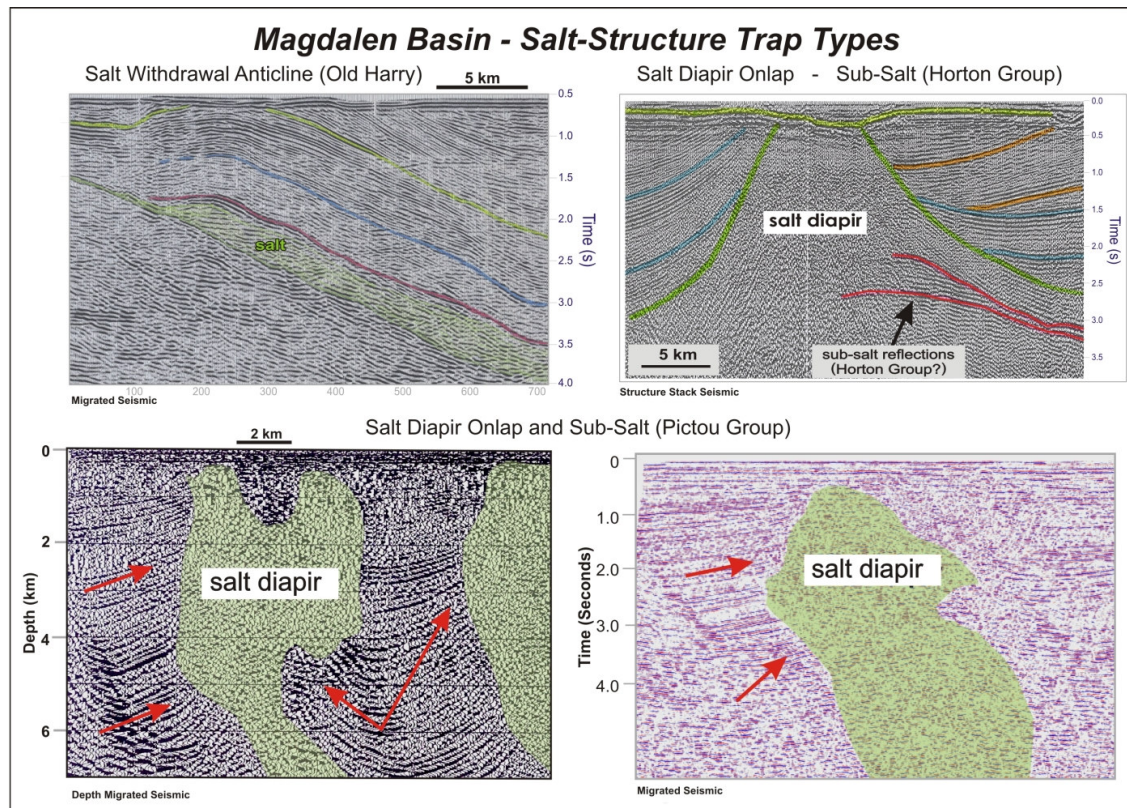 Magdalen Basin - Salt-Structure Trap Types
Salt Withdrawal Anticline (Old Harry)
5 km
salt
0.5
1.0
1.5
2.0
2.5
3.0
3.5
4.0
Time (s)
100 200 300 400 500 600 700
Migrated Seismic
Salt Diapir Onlap - Sub-Salt (Horton Group)
0.0
0.5
1.0
1.5
2.0
2.5
3.0
3.5
Time (s)
salt diapir
5 km
sub-salt reflections
(Horton Group?)
Structure Stack Seismic
Salt Diapir Onlap and Sub-Salt (Pictou Group)
2 km
0
2
4
6
Depth (km)
salt diapir
Depth Migrated Seismic
0
1.0
2.0
3.0
4.0
Time (Seconds)
salt diapir
Migrated Seismic